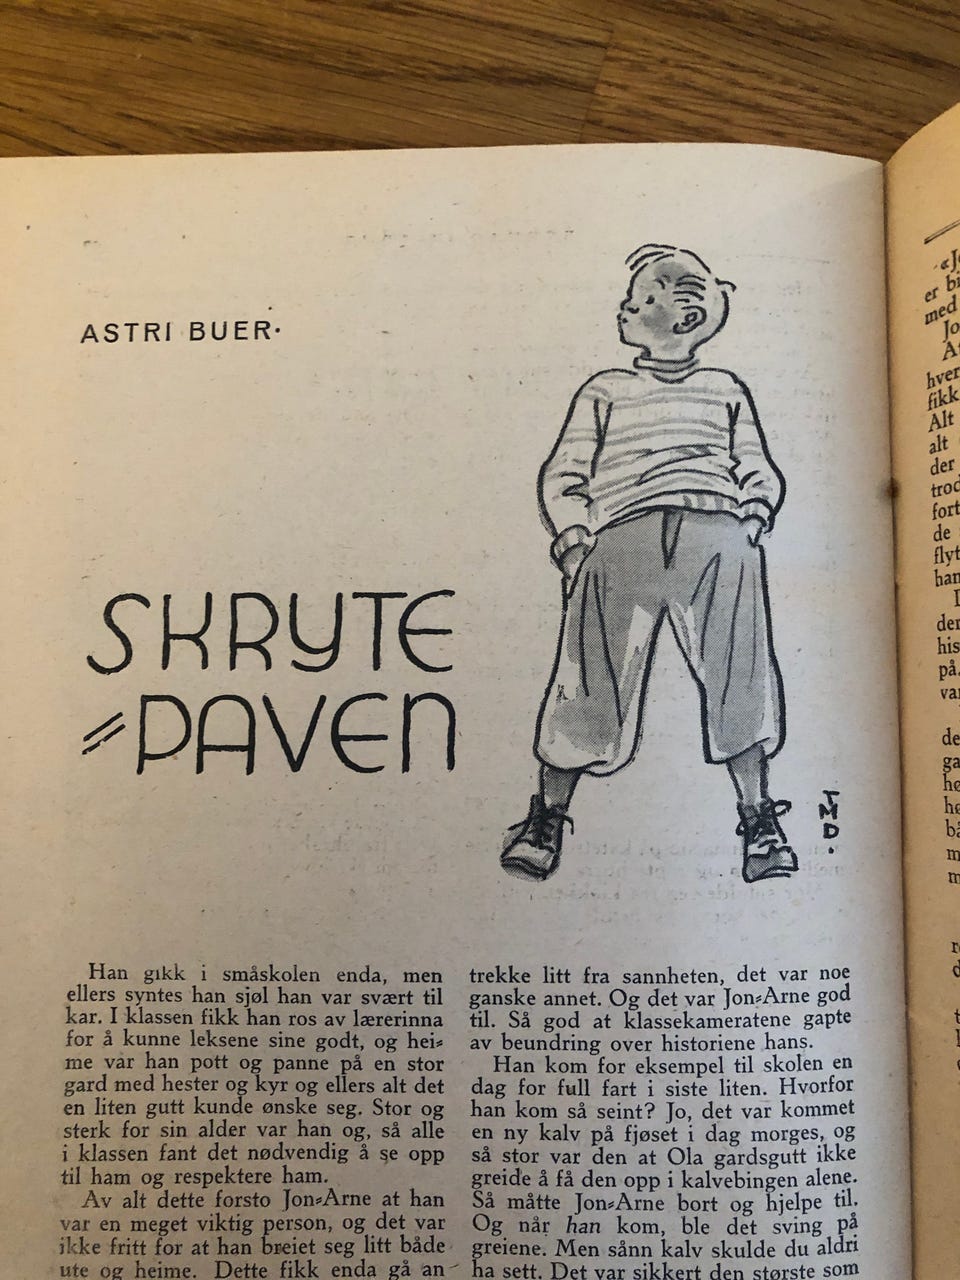 ASTRI BUER·
SKRYTE
=PAVEN
TMD.
Han gikk i småskolen enda, men
ellers syntes han sjøl han var svært til
kar. I klassen fikk han ros av lærerinna
for å kunne leksene sine godt, og hei=
me var han pott og panne på en stor
gard med hester og kyr og ellers alt det
en liten gutt kunde ønske seg. Stor og
sterk for sin alder var han og, så alle
i klassen fant det nødvendig å se opp
til ham og respektere ham.
Av alt dette forsto Jon=Arne at han
var en meget viktig person, og det var
ikke fritt for at han breiet seg litt både
ute og heime. Dette fikk enda gå an
trekke litt fra sannheten, det var noe
ganske annet. Og det var Jon=Arne god
til. Så god at klassekameratene gapte
av beundring over historiene hans.
Han kom for eksempel til skolen en
dag for full fart i siste liten. Hvorfor
han kom så seint? Jo, det var kommet
en ny kalv på fjøset i dag morges, og
så stor var den at Ola gardsgutt ikke
greide å få den opp i kalvebingen alene.
Så måtte Jon=Arne bort og hjelpe til.
Og når han kom, ble det sving på
greiene. Men sånn kalv skulde du aldri
ha sett. Det var sikkert den største som
er
med
Alt
alt
der
de
på.